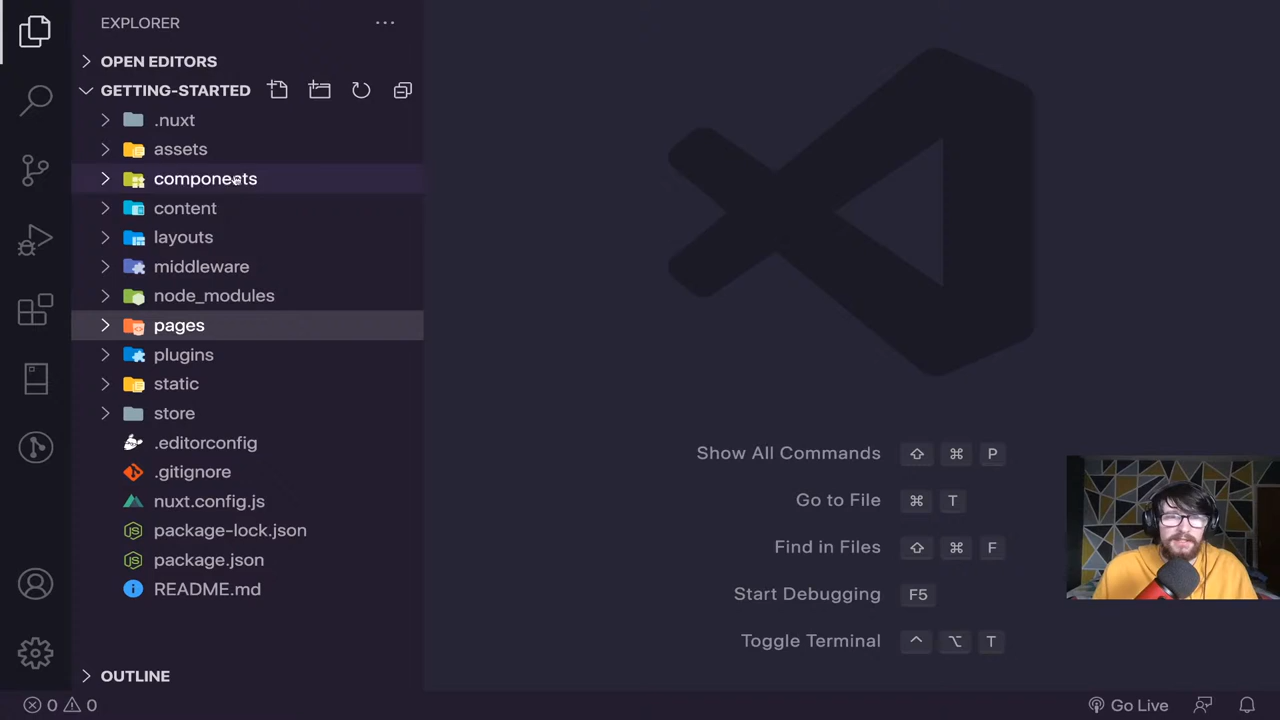 EXPLORER
OPEN EDITORS
GETTING-STARTED
.nuxt
assets
components
content
layouts
middleware
node_modules
pages
plugins
static
store
.editorconfig
.gitignore
nuxt.config.js
package-lock.json
package.json
README.md
OUTLINE
Show All Commands ⇧ ⌘ P
Go to File ⌘ T
Find in Files ⇧ ⌘ F
Start Debugging F5
Toggle Terminal ^ ⌥ T
0 0
Go Live